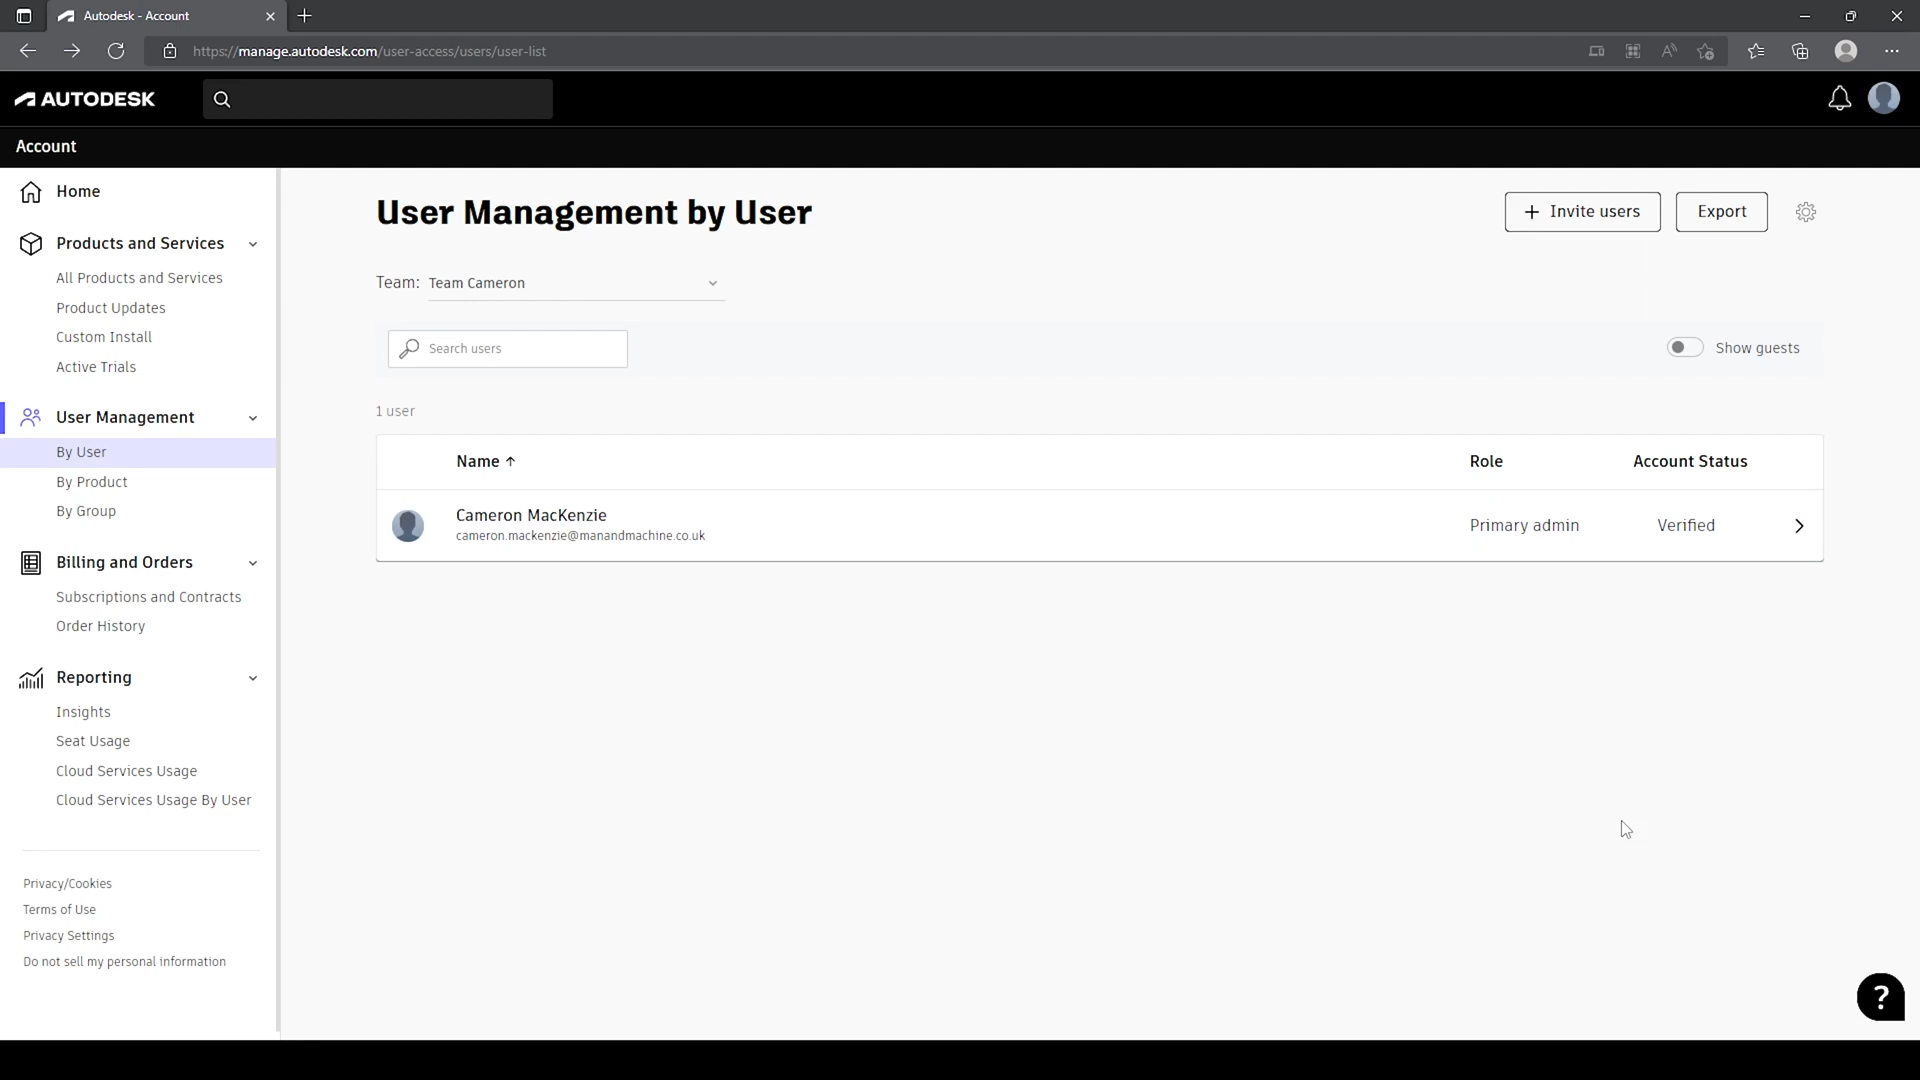 Autodesk - Account
https://manage.autodesk.com/user-access/users/user-list
AUTODESK
Account
Home
Products and Services
All Products and Services
Product Updates
Custom Install
Active Trials
User Management
By User
By Product
By Group
Billing and Orders
Subscriptions and Contracts
Order History
Reporting
Insights
Seat Usage
Cloud Services Usage
Cloud Services Usage By User
Privacy/Cookies
Terms of Use
Privacy Settings
Do not sell my personal information
User Management by User
+ Invite users
Export
Team: Team Cameron
Search users
Show guests
1 user
Name ↑ Role Account Status
Cameron MacKenzie
cameron.mackenzie@manandmachine.co.uk
Primary admin Verified
?